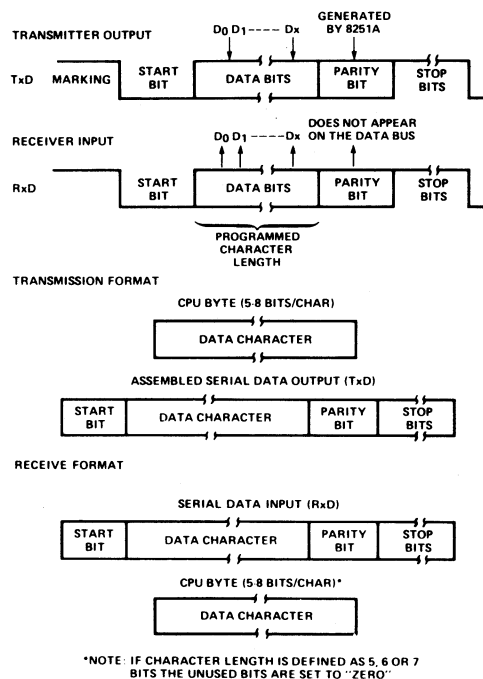 TRANSMITTER OUTPUT
D0 D1 ----- Dx
GENERATED
BY 8251A
TxD MARKING
START
BIT
DATA BITS
PARITY
BIT
STOP
BITS
RECEIVER INPUT
D0 D1 ----- Dx
DOES NOT APPEAR
ON THE DATA BUS
RxD
START
BIT
DATA BITS
PARITY
BIT
STOP
BITS
PROGRAMMED
CHARACTER
LENGTH
TRANSMISSION FORMAT
CPU BYTE (5-8 BITS/CHAR)
DATA CHARACTER
ASSEMBLED SERIAL DATA OUTPUT (TxD)
START
BIT
DATA CHARACTER
PARITY
BIT
STOP
BITS
RECEIVE FORMAT
SERIAL DATA INPUT (RxD)
START
BIT
DATA CHARACTER
PARITY
BIT
STOP
BITS
CPU BYTE (5-8 BITS/CHAR)*
DATA CHARACTER
*NOTE: IF CHARACTER LENGTH IS DEFINED AS 5, 6 OR 7
BITS THE UNUSED BITS ARE SET TO "ZERO"